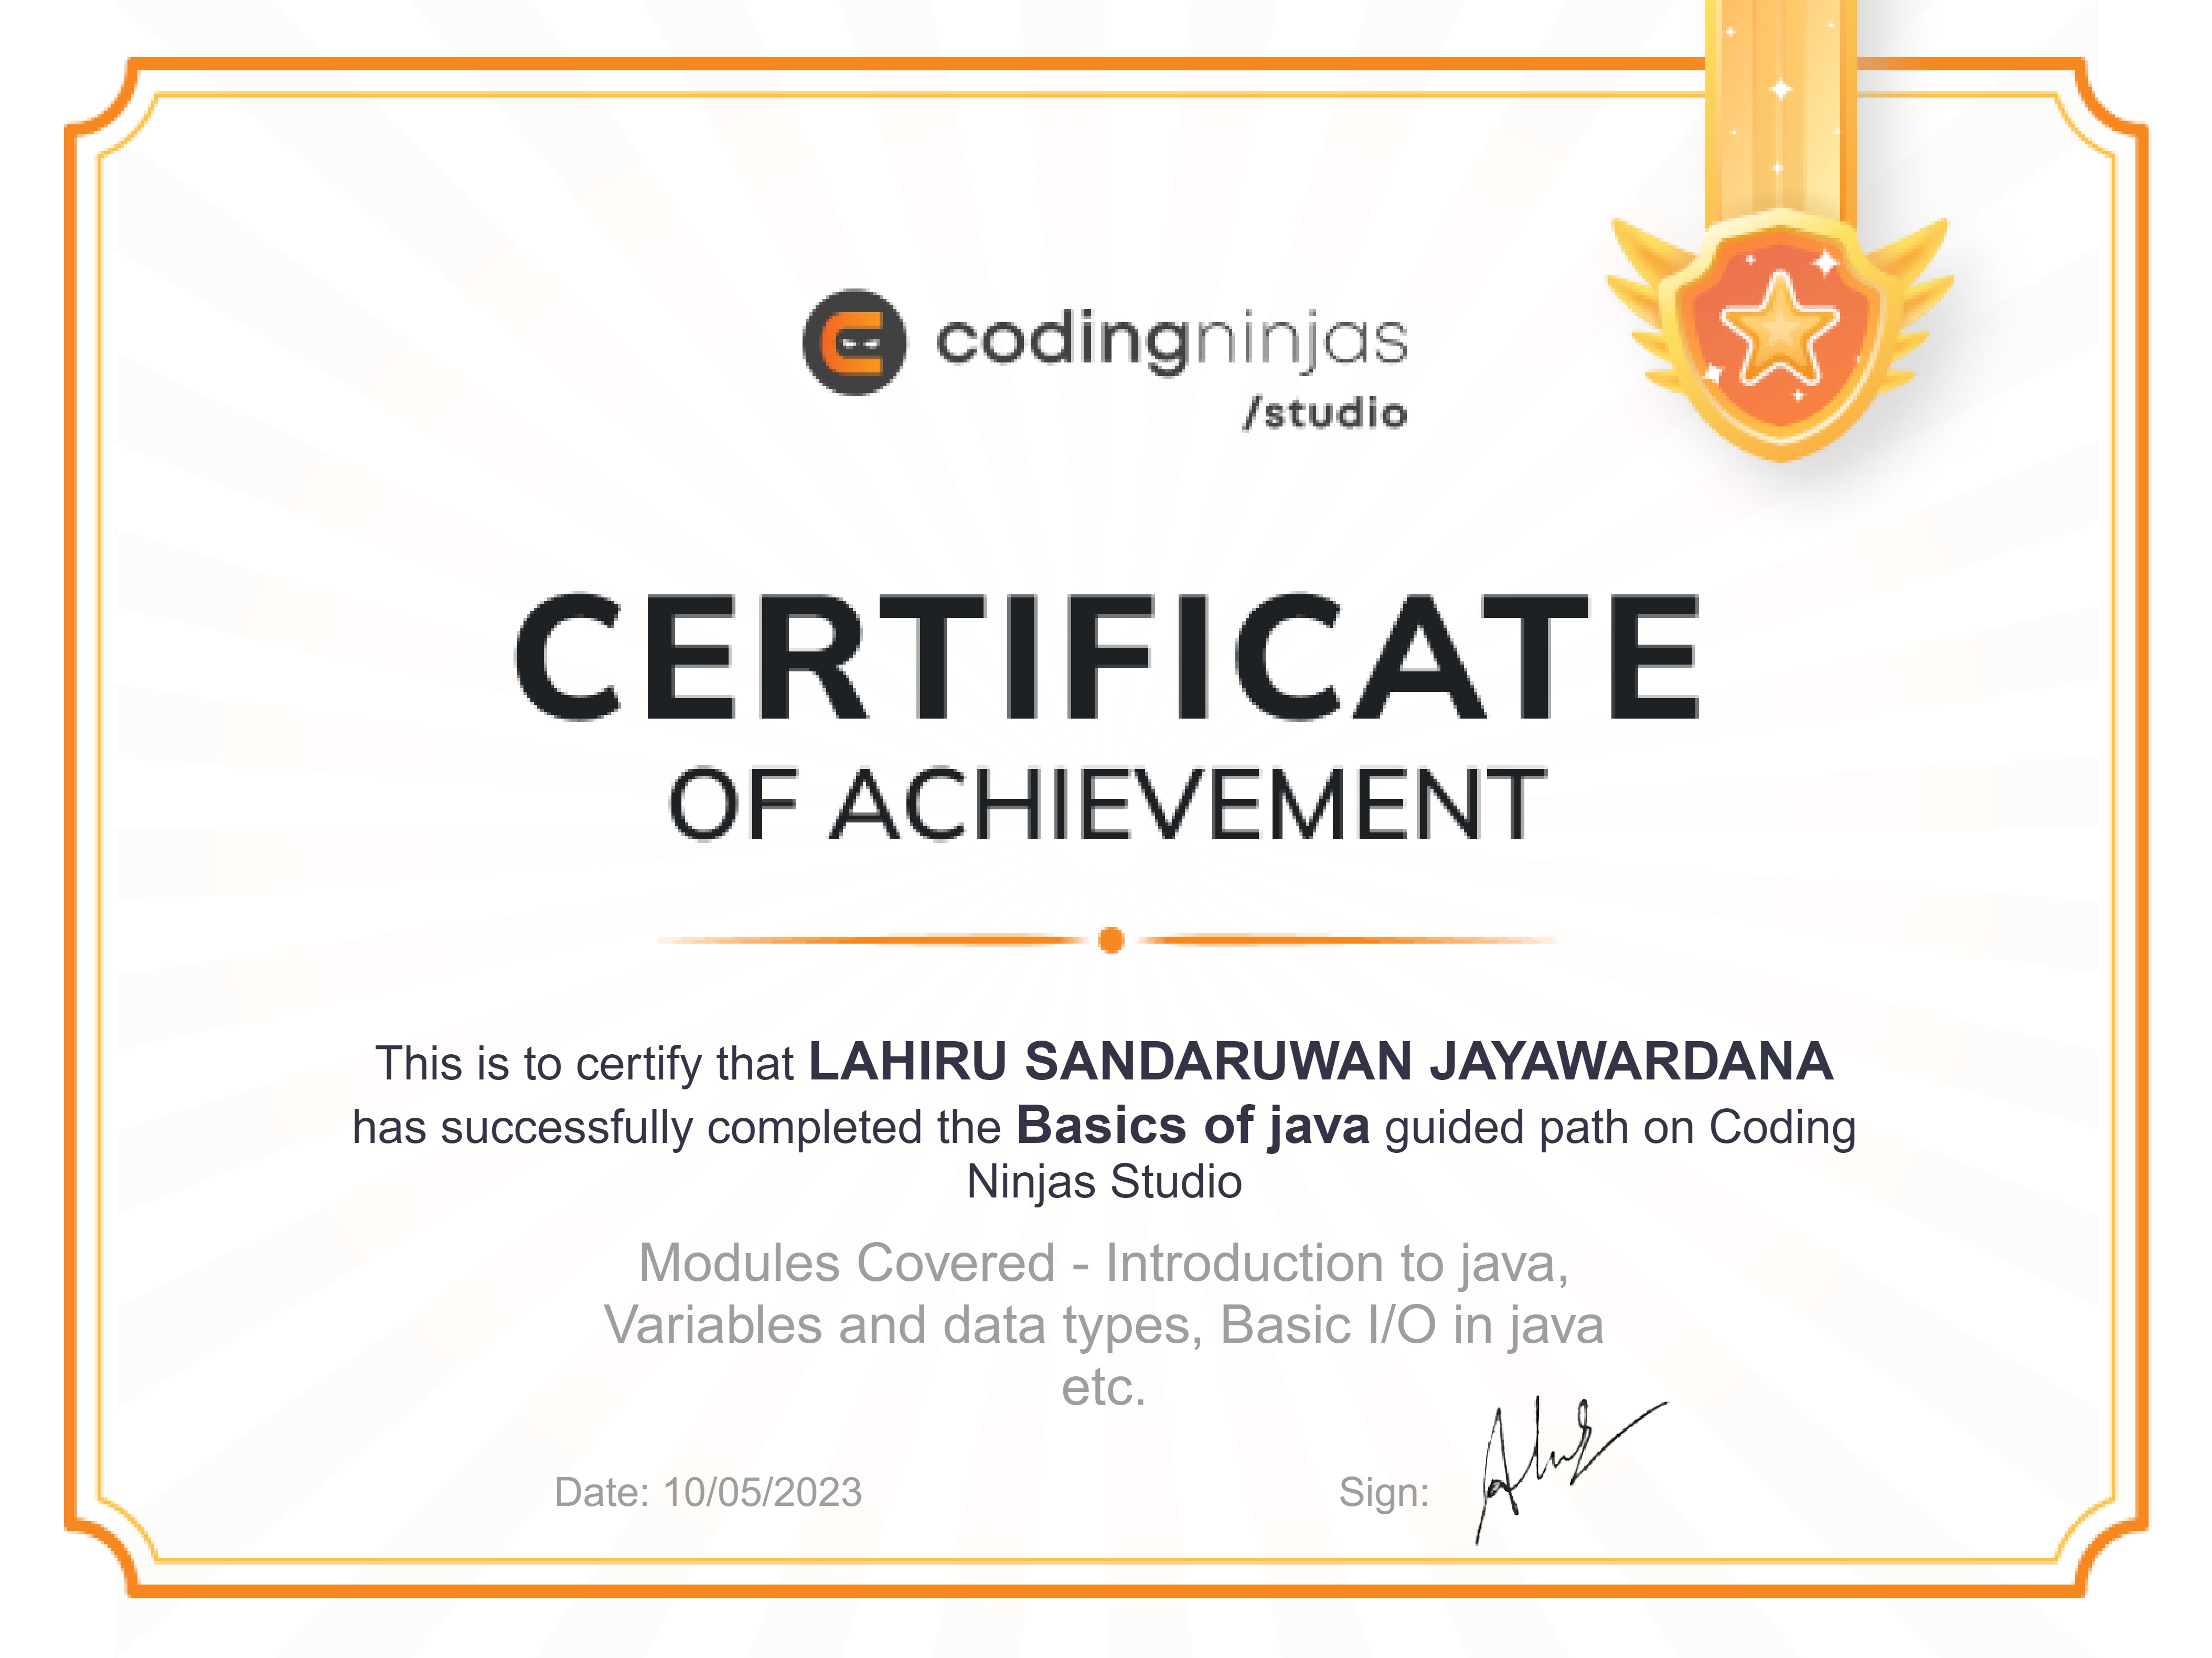 codingninjas
/studio
CERTIFICATE
OF ACHIEVEMENT
This is to certify that LAHIRU SANDARUWAN JAYAWARDANA
has successfully completed the Basics of java guided path on Coding
Ninjas Studio
Modules Covered - Introduction to java,
Variables and data types, Basic I/O in java
etc.
Date: 10/05/2023
Sign: